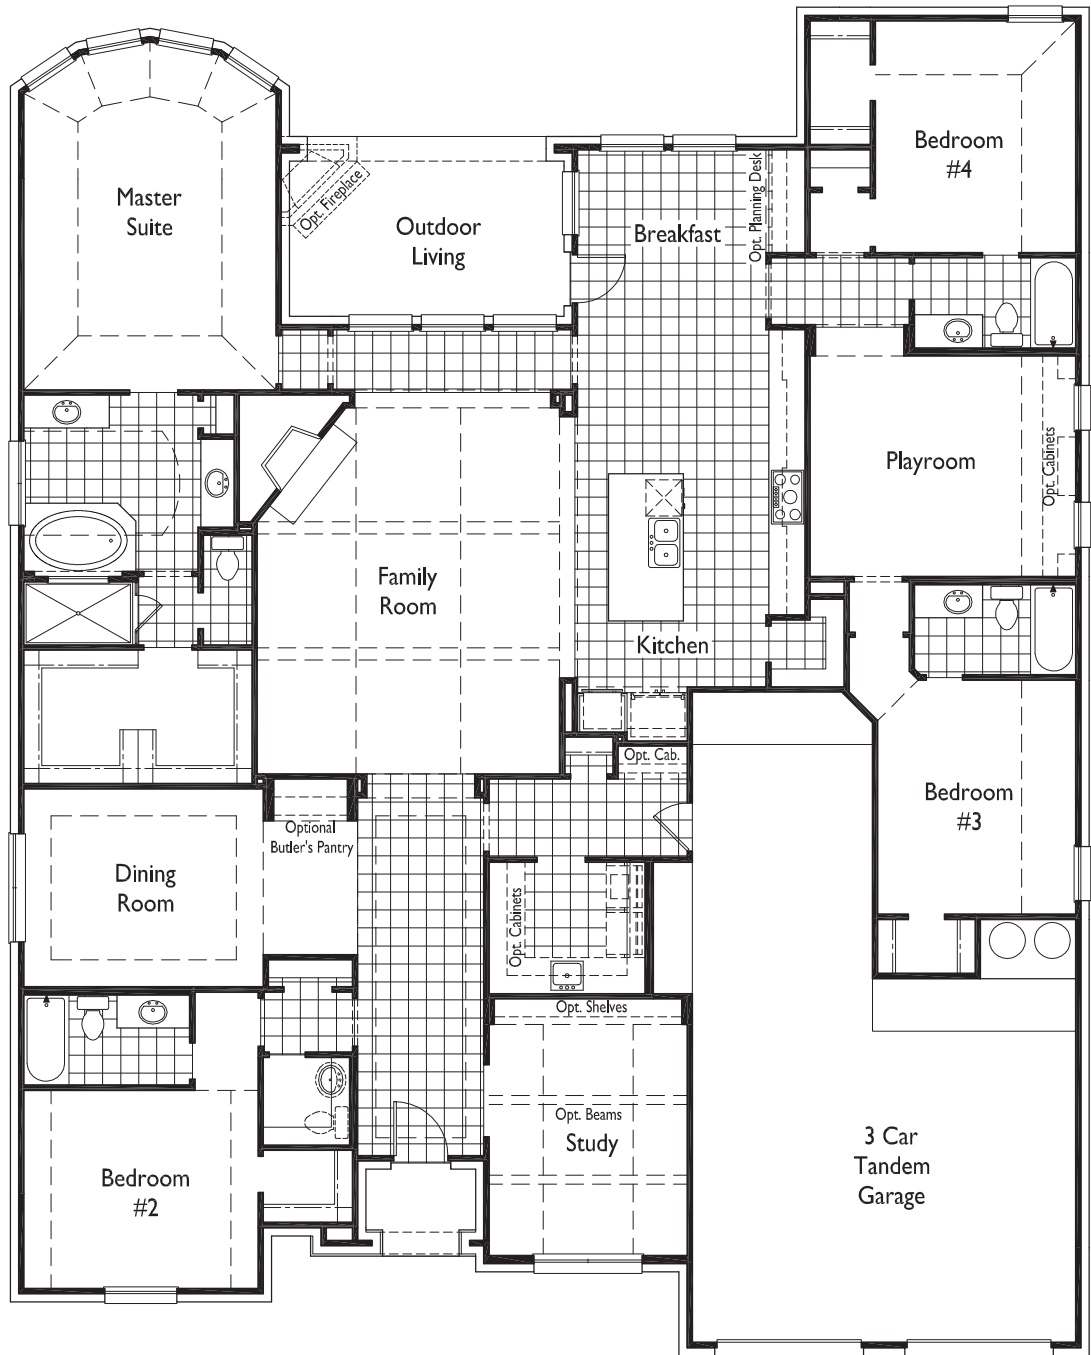 Bedroom
#4
Master
Suite
Opt. Fireplace
Outdoor
Living
Breakfast
Opt. Planning Desk
Playroom
Opt. Cabinets
Family
Room
Kitchen
Opt. Cab.
Bedroom
#3
Optional
Butler's Pantry
Dining
Room
Opt. Cabinets
Opt. Shelves
Opt. Beams
Study
3 Car
Tandem
Garage
Bedroom
#2